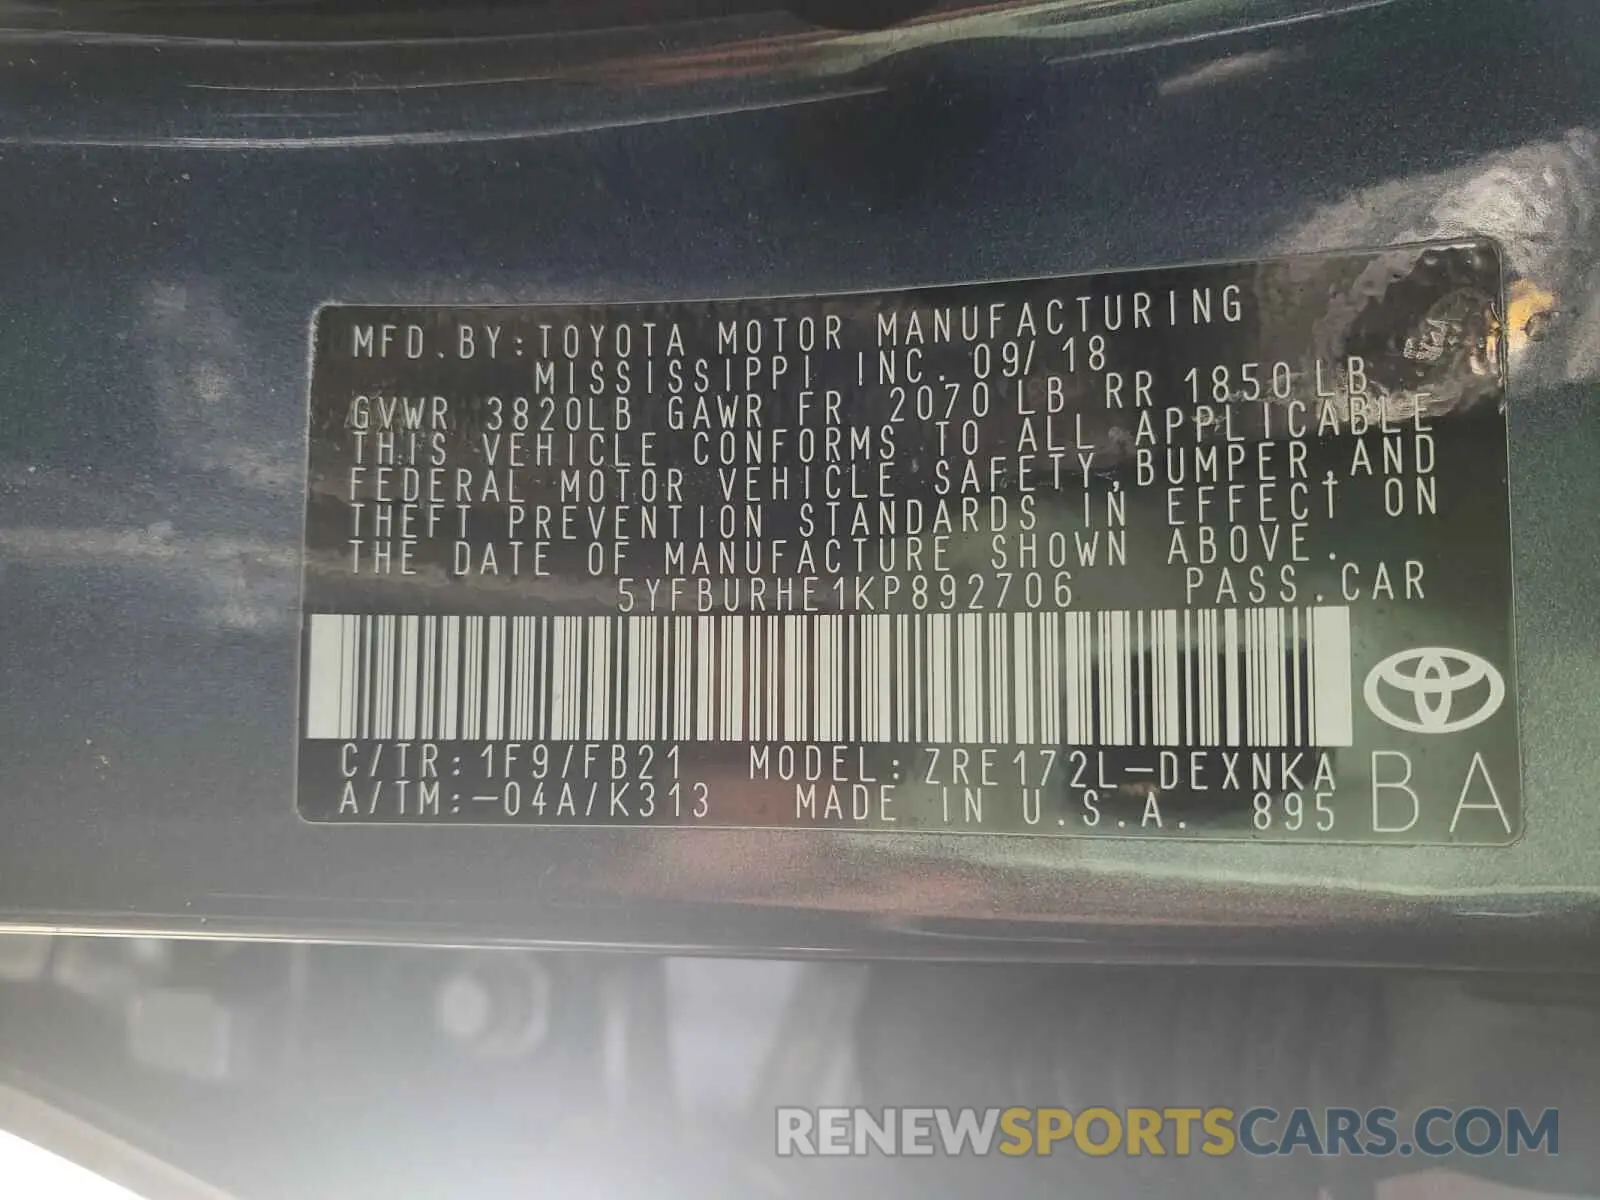 MFD.BY:TOYOTA MOTOR MANUFACTURING
MISSISSIPPI INC. 09/18
GVWR 3820LB GAWR FR 2070 LB RR 1850LB
THIS VEHICLE CONFORMS TO ALL APPLICABLE
FEDERAL MOTOR VEHICLE SAFETY,BUMPER,AND
THEFT PREVENTION STANDARDS IN EFFECT ON
THE DATE OF MANUFACTURE SHOWN ABOVE.
5YFBURHE1KP892706 PASS.CAR
C/TR:1F9/FB21 MODEL:ZRE172L-DEXNKA
A/TM:-04A/K313 MADE IN U.S.A. 895
BA
RENEWSPORTSCARS.COM